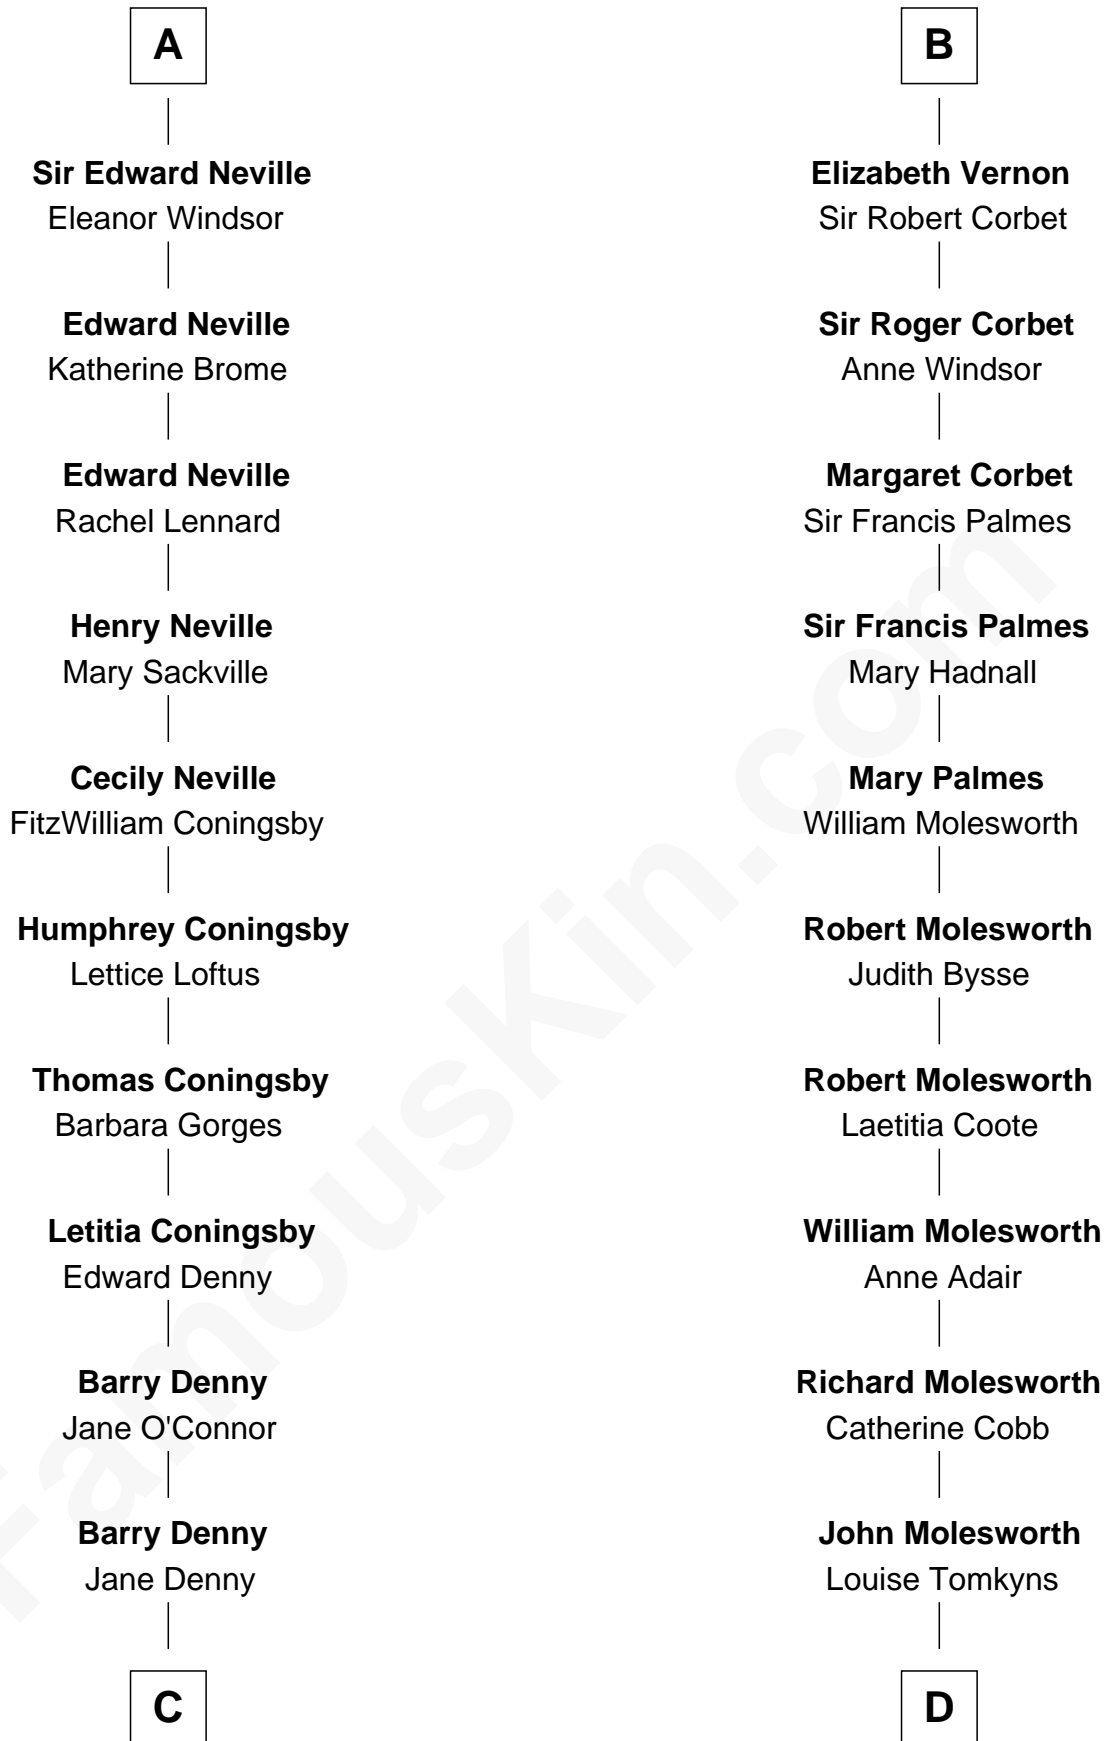 A
Sir Edward Neville
Eleanor Windsor
Edward Neville
Katherine Brome
Edward Neville
Rachel Lennard
Henry Neville
Mary Sackville
Cecily Neville
FitzWilliam Coningsby
Humphrey Coningsby
Lettice Loftus
Thomas Coningsby
Barbara Gorges
Letitia Coningsby
Edward Denny
Barry Denny
Jane O'Connor
Barry Denny
Jane Denny
C
B
Elizabeth Vernon
Sir Robert Corbet
Sir Roger Corbet
Anne Windsor
Margaret Corbet
Sir Francis Palmes
Sir Francis Palmes
Mary Hadnall
Mary Palmes
William Molesworth
Robert Molesworth
Judith Bysse
Robert Molesworth
Laetitia Coote
William Molesworth
Anne Adair
Richard Molesworth
Catherine Cobb
John Molesworth
Louise Tomkyns
D
FamousKin.com